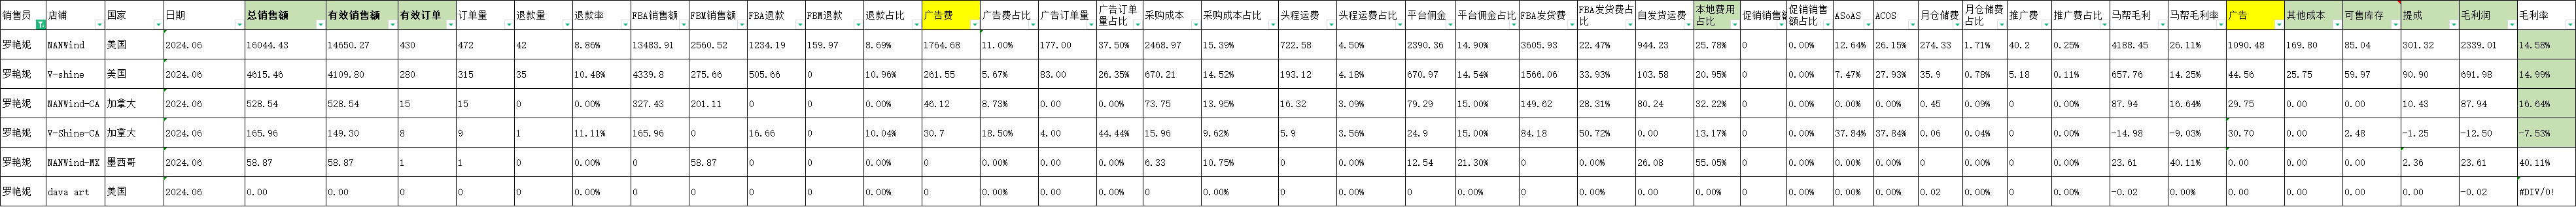 销售员 店铺 国家 日期 总销售额 有效销售额 有效订单 订单量 退款量 退款率 FBA销售额 FBM销售额 FBA退款 FBM退款 退款占比 广告费 广告费占比 广告订单量 广告订单量占比 采购成本 采购成本占比 头程运费 头程运费占比 平台佣金 平台佣金占比 FBA发货费 FBA发货费占比 自发货运费 本地费用占比 促销销售额 促销销售额占比 ASoAS ACOS 月仓储费 月仓储费占比 推广费 推广费占比 马帮毛利 马帮毛利率 广告 其他成本 可售库存 提成 毛利润 毛利率
罗艳妮 NANWind 美国 2024.06 16044.43 14650.27 430 472 42 8.86% 13483.91 2560.52 1234.19 159.97 8.69% 1764.68 11.00% 177.00 37.50% 2468.97 15.39% 722.58 4.50% 2390.36 14.90% 3605.93 22.47% 944.23 25.78% 0 0.00% 12.64% 26.15% 274.33 1.71% 40.2 0.25% 4188.45 26.11% 1090.48 169.80 85.04 301.32 2339.01 14.58%
罗艳妮 V-shine 美国 2024.06 4615.46 4109.80 280 315 35 10.48% 4339.8 275.66 505.66 0 10.96% 261.55 5.67% 83.00 26.35% 670.21 14.52% 193.12 4.18% 670.97 14.54% 1566.06 33.93% 103.58 20.95% 0 0.00% 7.47% 27.93% 35.9 0.78% 5.18 0.11% 657.76 14.25% 44.56 25.75 59.97 90.90 691.98 14.99%
罗艳妮 NANWind-CA 加拿大 2024.06 528.54 528.54 15 15 0 0.00% 327.43 201.11 0 0 0.00% 46.12 8.73% 0.00 0.00% 73.75 13.95% 16.32 3.09% 79.29 15.00% 149.62 28.31% 80.24 32.22% 0 0.00% 0.00% 0.00% 0.45 0.09% 0 0.00% 87.94 16.64% 29.75 0.00 0.00 10.43 87.94 16.64%
罗艳妮 V-Shine-CA 加拿大 2024.06 165.96 149.30 8 9 1 11.11% 165.96 0 16.66 0 10.04% 30.7 18.50% 4.00 44.44% 15.96 9.62% 5.9 3.56% 24.9 15.00% 84.18 50.72% 0.00 13.17% 0 0.00% 37.84% 37.84% 0.06 0.04% 0 0.00% -14.98 -9.03% 30.70 0.00 2.48 -1.25 -12.50 -7.53%
罗艳妮 NANWind-MX 墨西哥 2024.06 58.87 58.87 1 1 0 0.00% 0 58.87 0 0 0.00% 0 0.00% 0.00 0.00% 6.33 10.75% 0 0.00% 12.54 21.30% 0 0.00% 26.08 55.05% 0 0.00% 0.00% 0.00% 0 0.00% 0 0.00% 23.61 40.11% 0.00 0.00 0.00 2.36 23.61 40.11%
罗艳妮 dava art 美国 2024.06 0.00 0.00 0 0 0 0.00% 0 0 0 0 0.00% 0 0.00% 0.00 0.00% 0 0.00% 0 0.00% 0 0.00% 0 0.00% 0.00 0.00% 0 0.00% 0.00% 0.00% 0.02 0.00% 0 0.00% -0.02 0.00% 0.00 0.00 0.00 0.00 -0.02 #DIV/0!